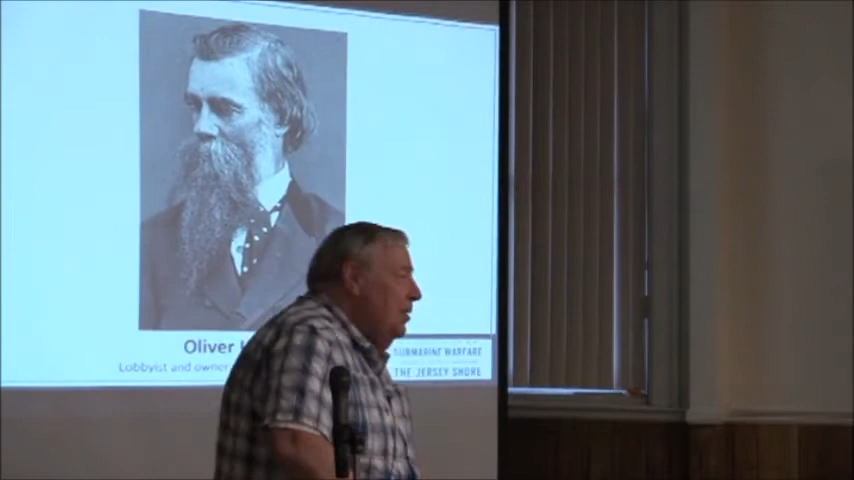 Oliver
Lobbyist and owner
SUBMARINE WARFARE
THE JERSEY SHORE